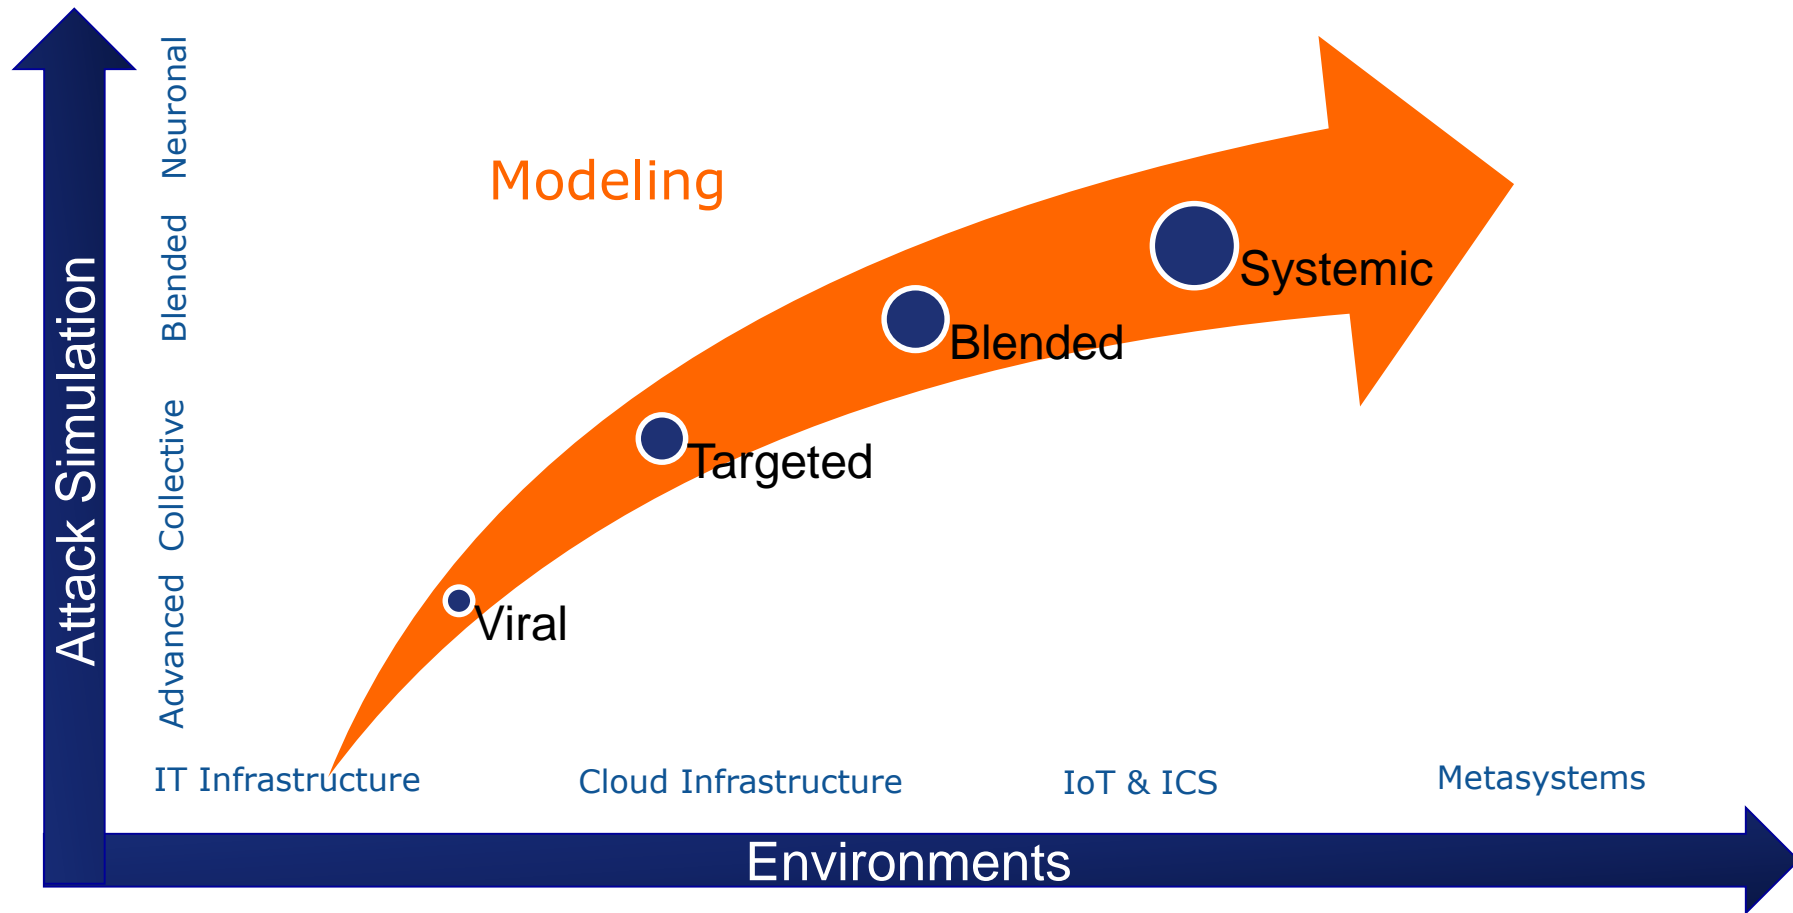 Attack Simulation
Neuronal
Blended
Collective
Advanced
Modeling
Systemic
Blended
Targeted
Viral
IT Infrastructure
Cloud Infrastructure
IoT & ICS
Metasystems
Environments